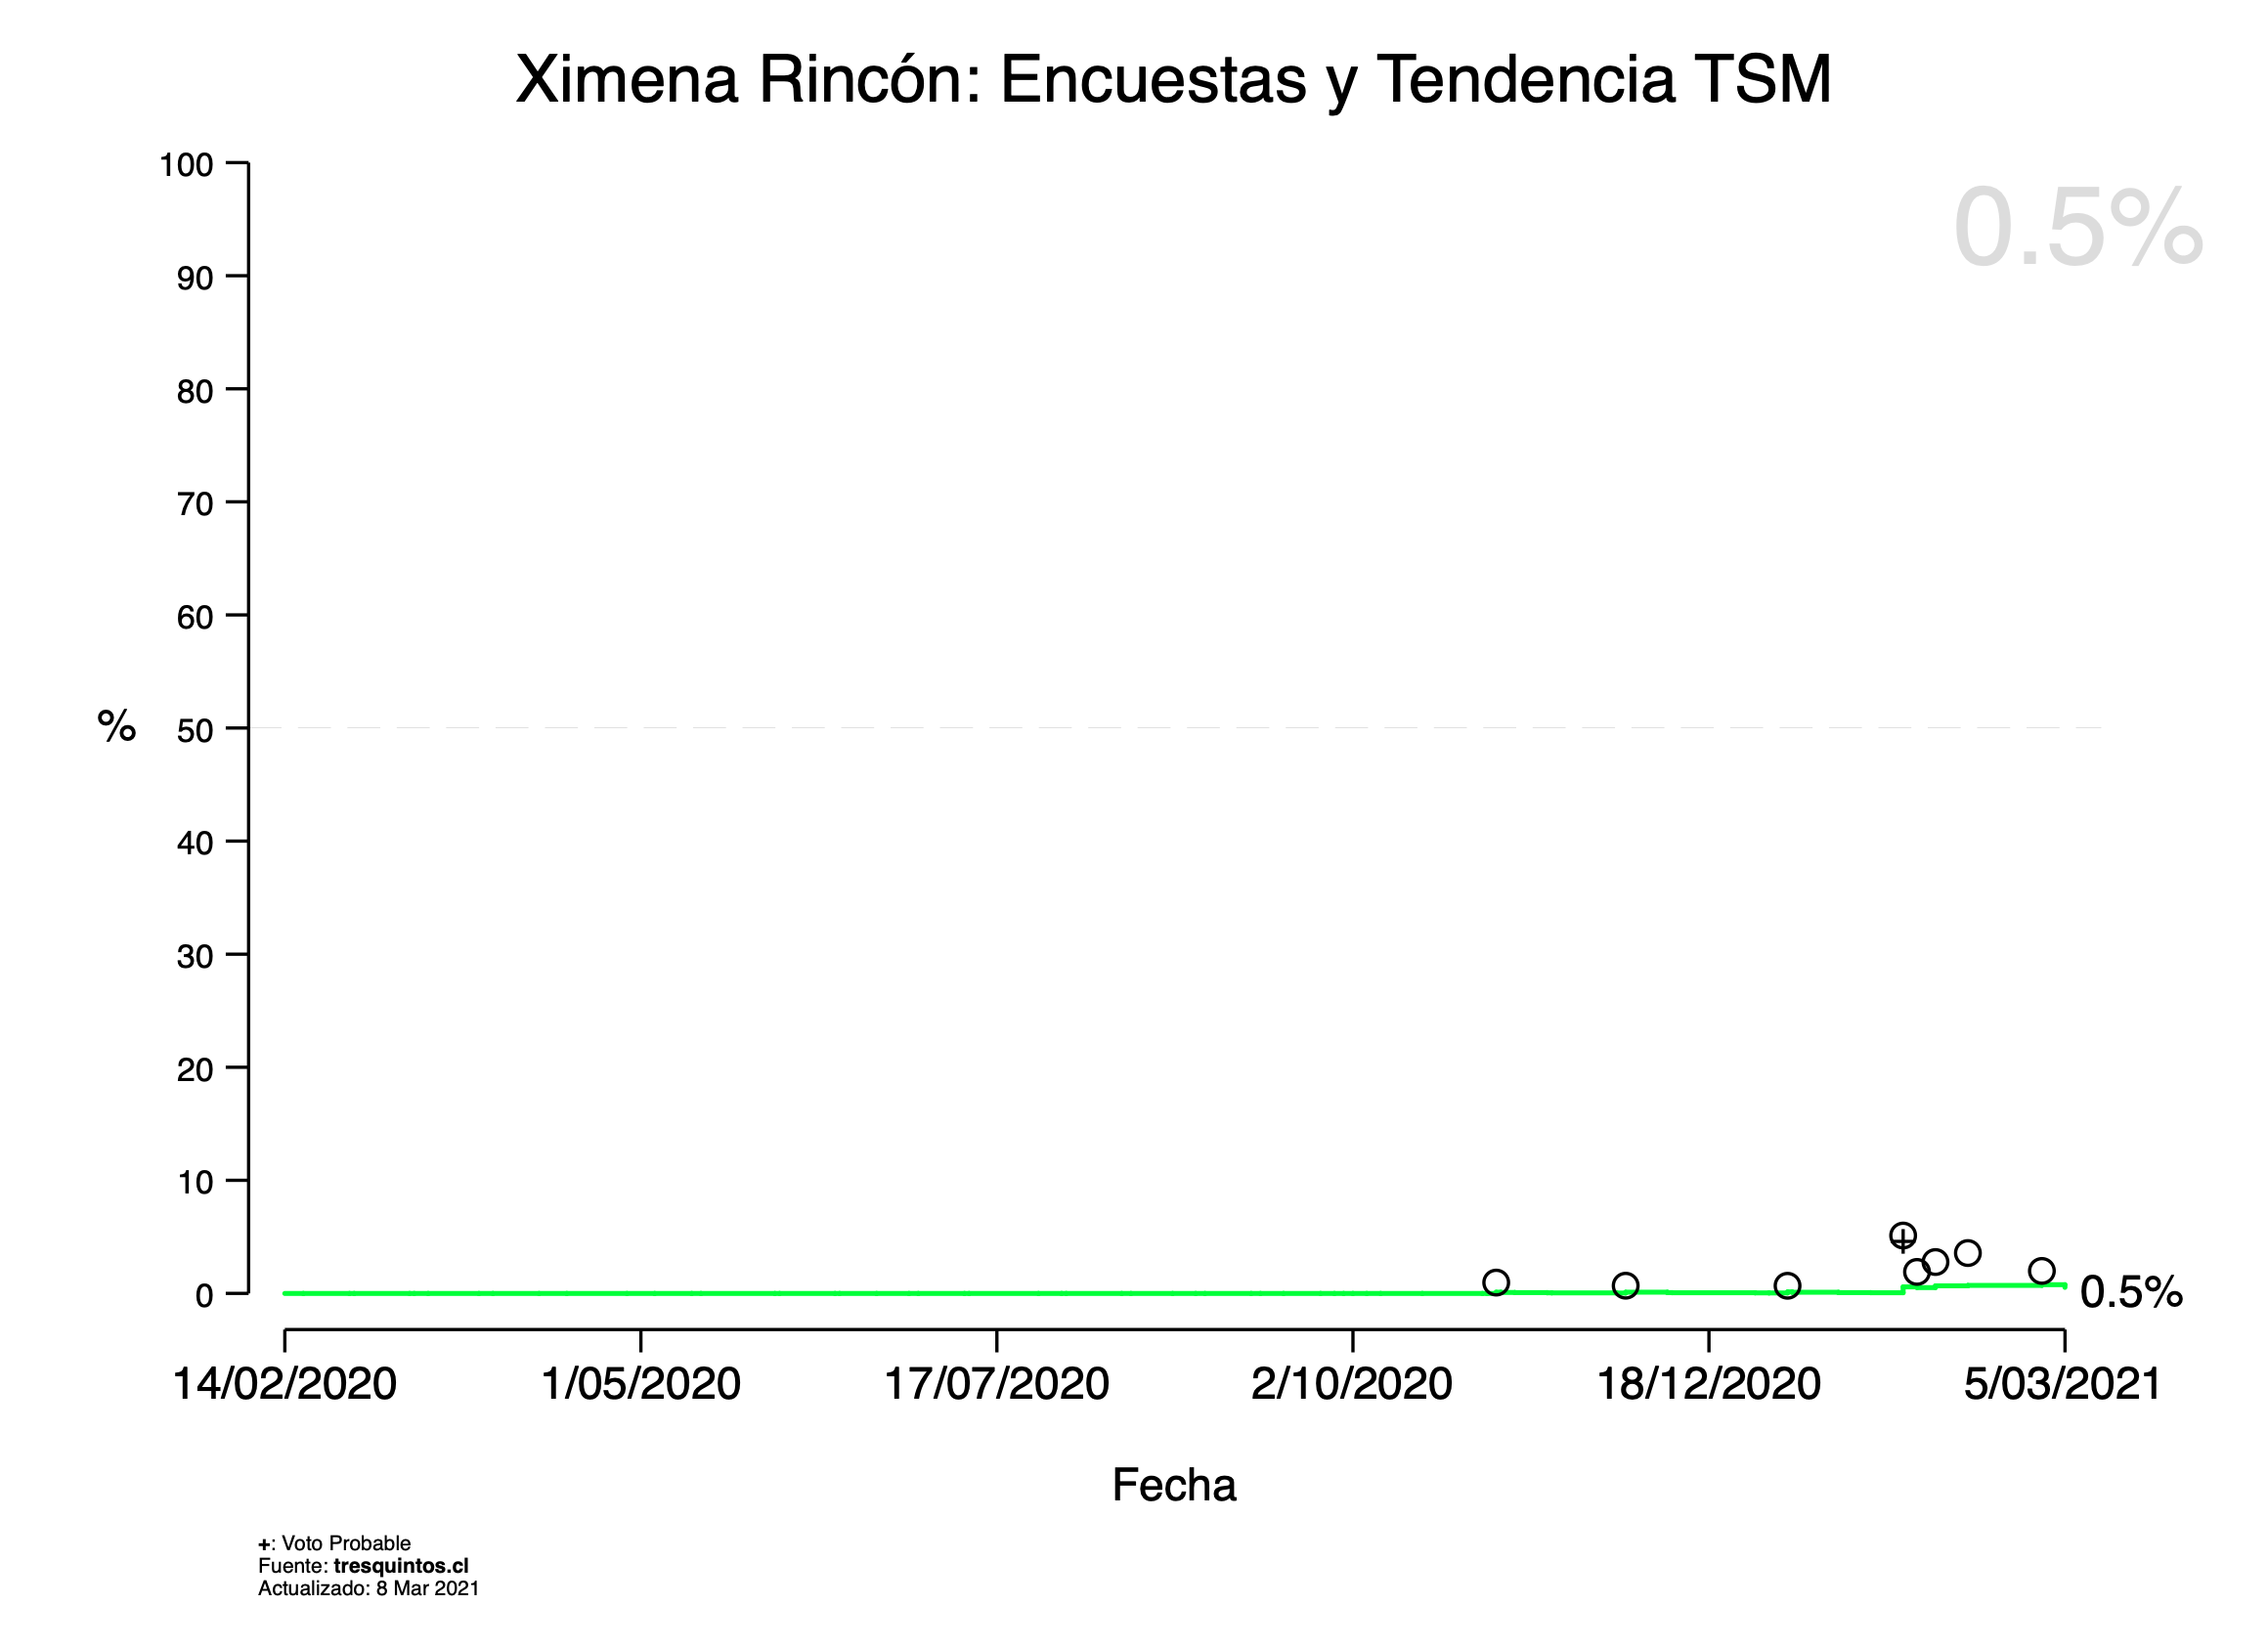 Ximena Rincón: Encuestas y Tendencia TSM
0.5%
100
90
80
70
60
% 50
40
30
20
10
0
0.5%
14/02/2020 1/05/2020 17/07/2020 2/10/2020 18/12/2020 5/03/2021
Fecha
+: Voto Probable
Fuente: tresquintos.cl
Actualizado: 8 Mar 2021